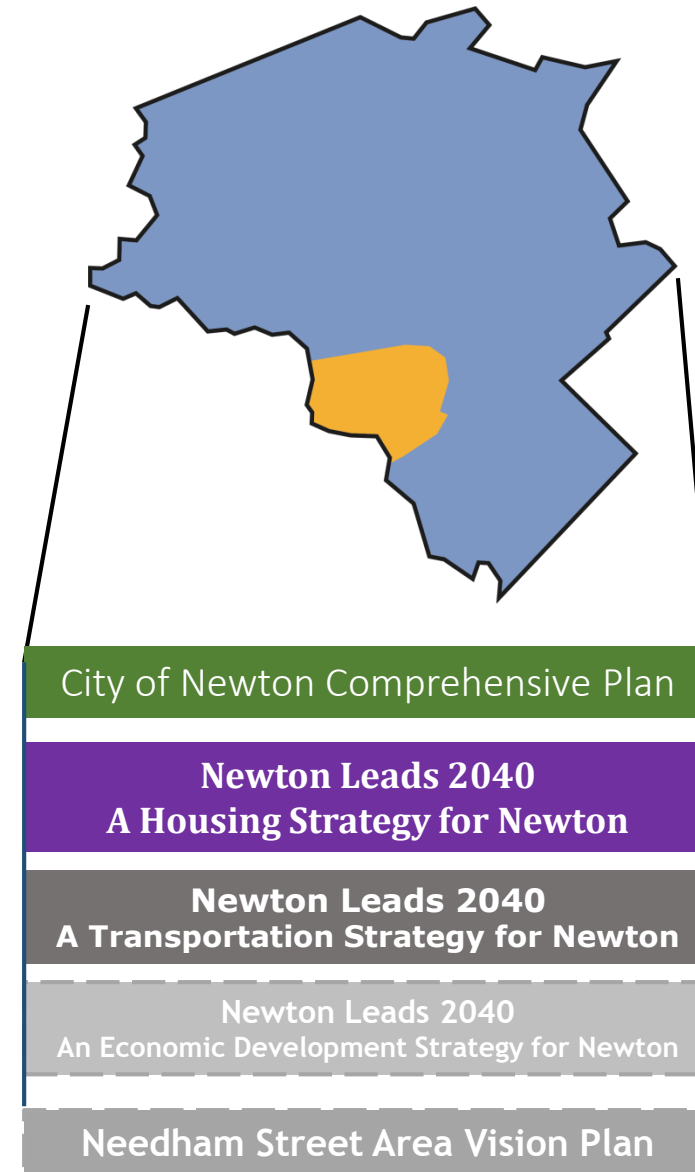 City of Newton Comprehensive Plan
Newton Leads 2040
A Housing Strategy for Newton
Newton Leads 2040
A Transportation Strategy for Newton
Newton Leads 2040
An Economic Development Strategy for Newton
Needham Street Area Vision Plan